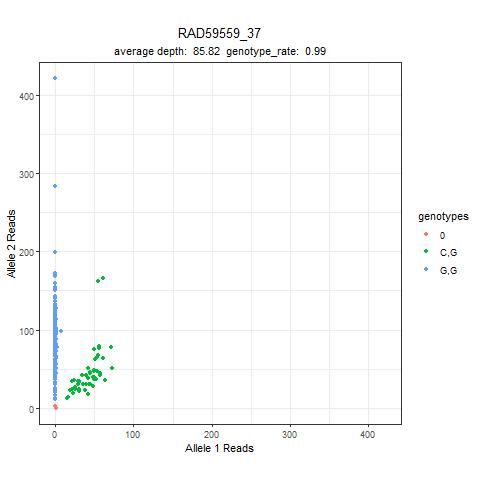 RAD59559_37
average depth:  85.82  genotype_rate:  0.99
400
300
200
100
0
Allele 2 Reads
0
100
200
300
400
Allele 1 Reads
genotypes
0
C,G
G,G